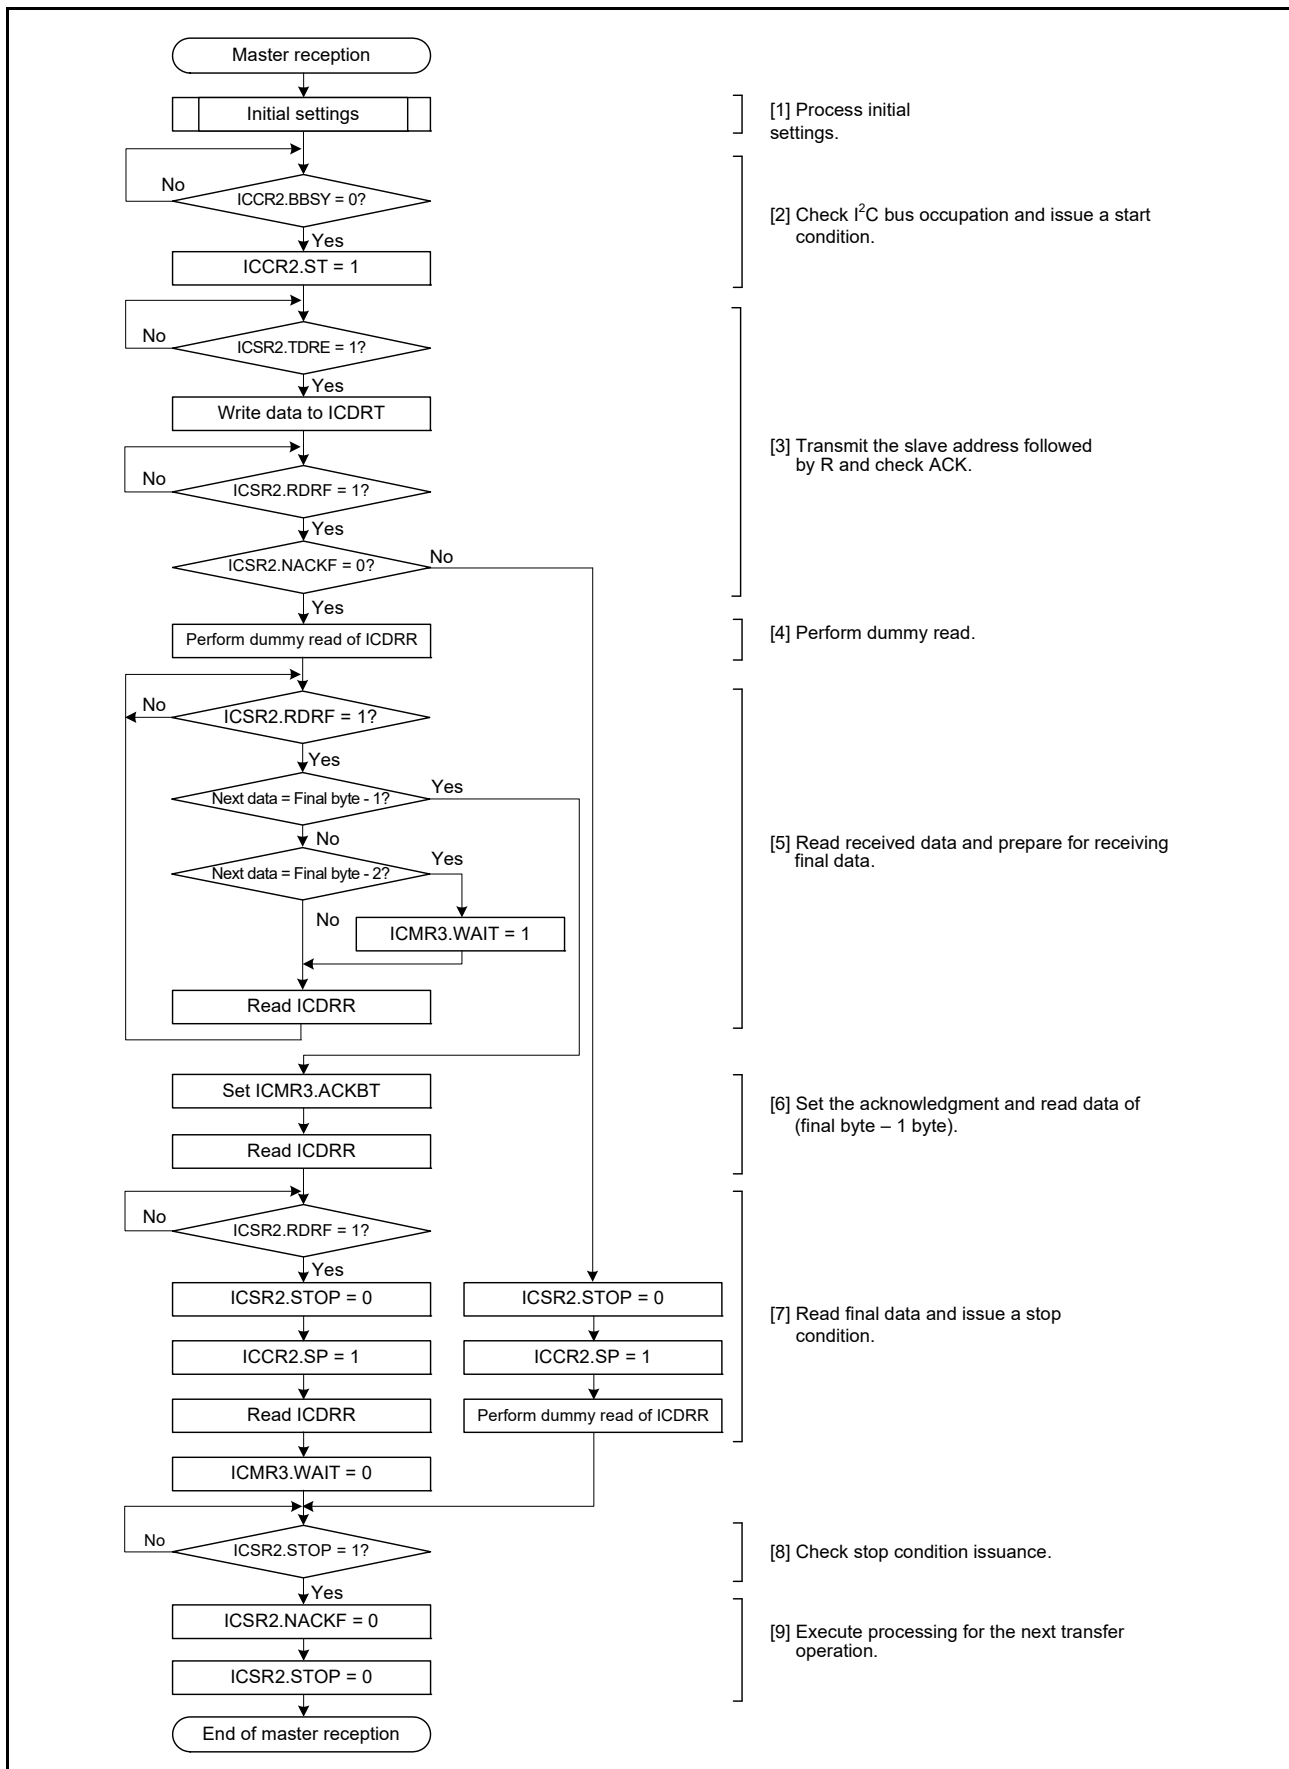 Master reception
Initial settings
[1] Process initial
settings.
No
ICCR2.BBSY = 0?
[2] Check I2C bus occupation and issue a start
condition.
Yes
ICCR2.ST = 1
No
ICSR2.TDRE = 1?
Yes
Write data to ICDRT
[3] Transmit the slave address followed
by R and check ACK.
No
ICSR2.RDRF = 1?
Yes
ICSR2.NACKF = 0?
No
Yes
Perform dummy read of ICDRR
[4] Perform dummy read.
No
ICSR2.RDRF = 1?
Yes
Next data = Final byte - 1?
Yes
No
[5] Read received data and prepare for receiving
final data.
Next data = Final byte - 2?
Yes
No
ICMR3.WAIT = 1
Read ICDRR
Set ICMR3.ACKBT
[6] Set the acknowledgment and read data of
(final byte – 1 byte).
Read ICDRR
No
ICSR2.RDRF = 1?
Yes
ICSR2.STOP = 0
ICSR2.STOP = 0
[7] Read final data and issue a stop
condition.
ICCR2.SP = 1
ICCR2.SP = 1
Read ICDRR
Perform dummy read of ICDRR
ICMR3.WAIT = 0
No
ICSR2.STOP = 1?
[8] Check stop condition issuance.
Yes
ICSR2.NACKF = 0
[9] Execute processing for the next transfer
operation.
ICSR2.STOP = 0
End of master reception